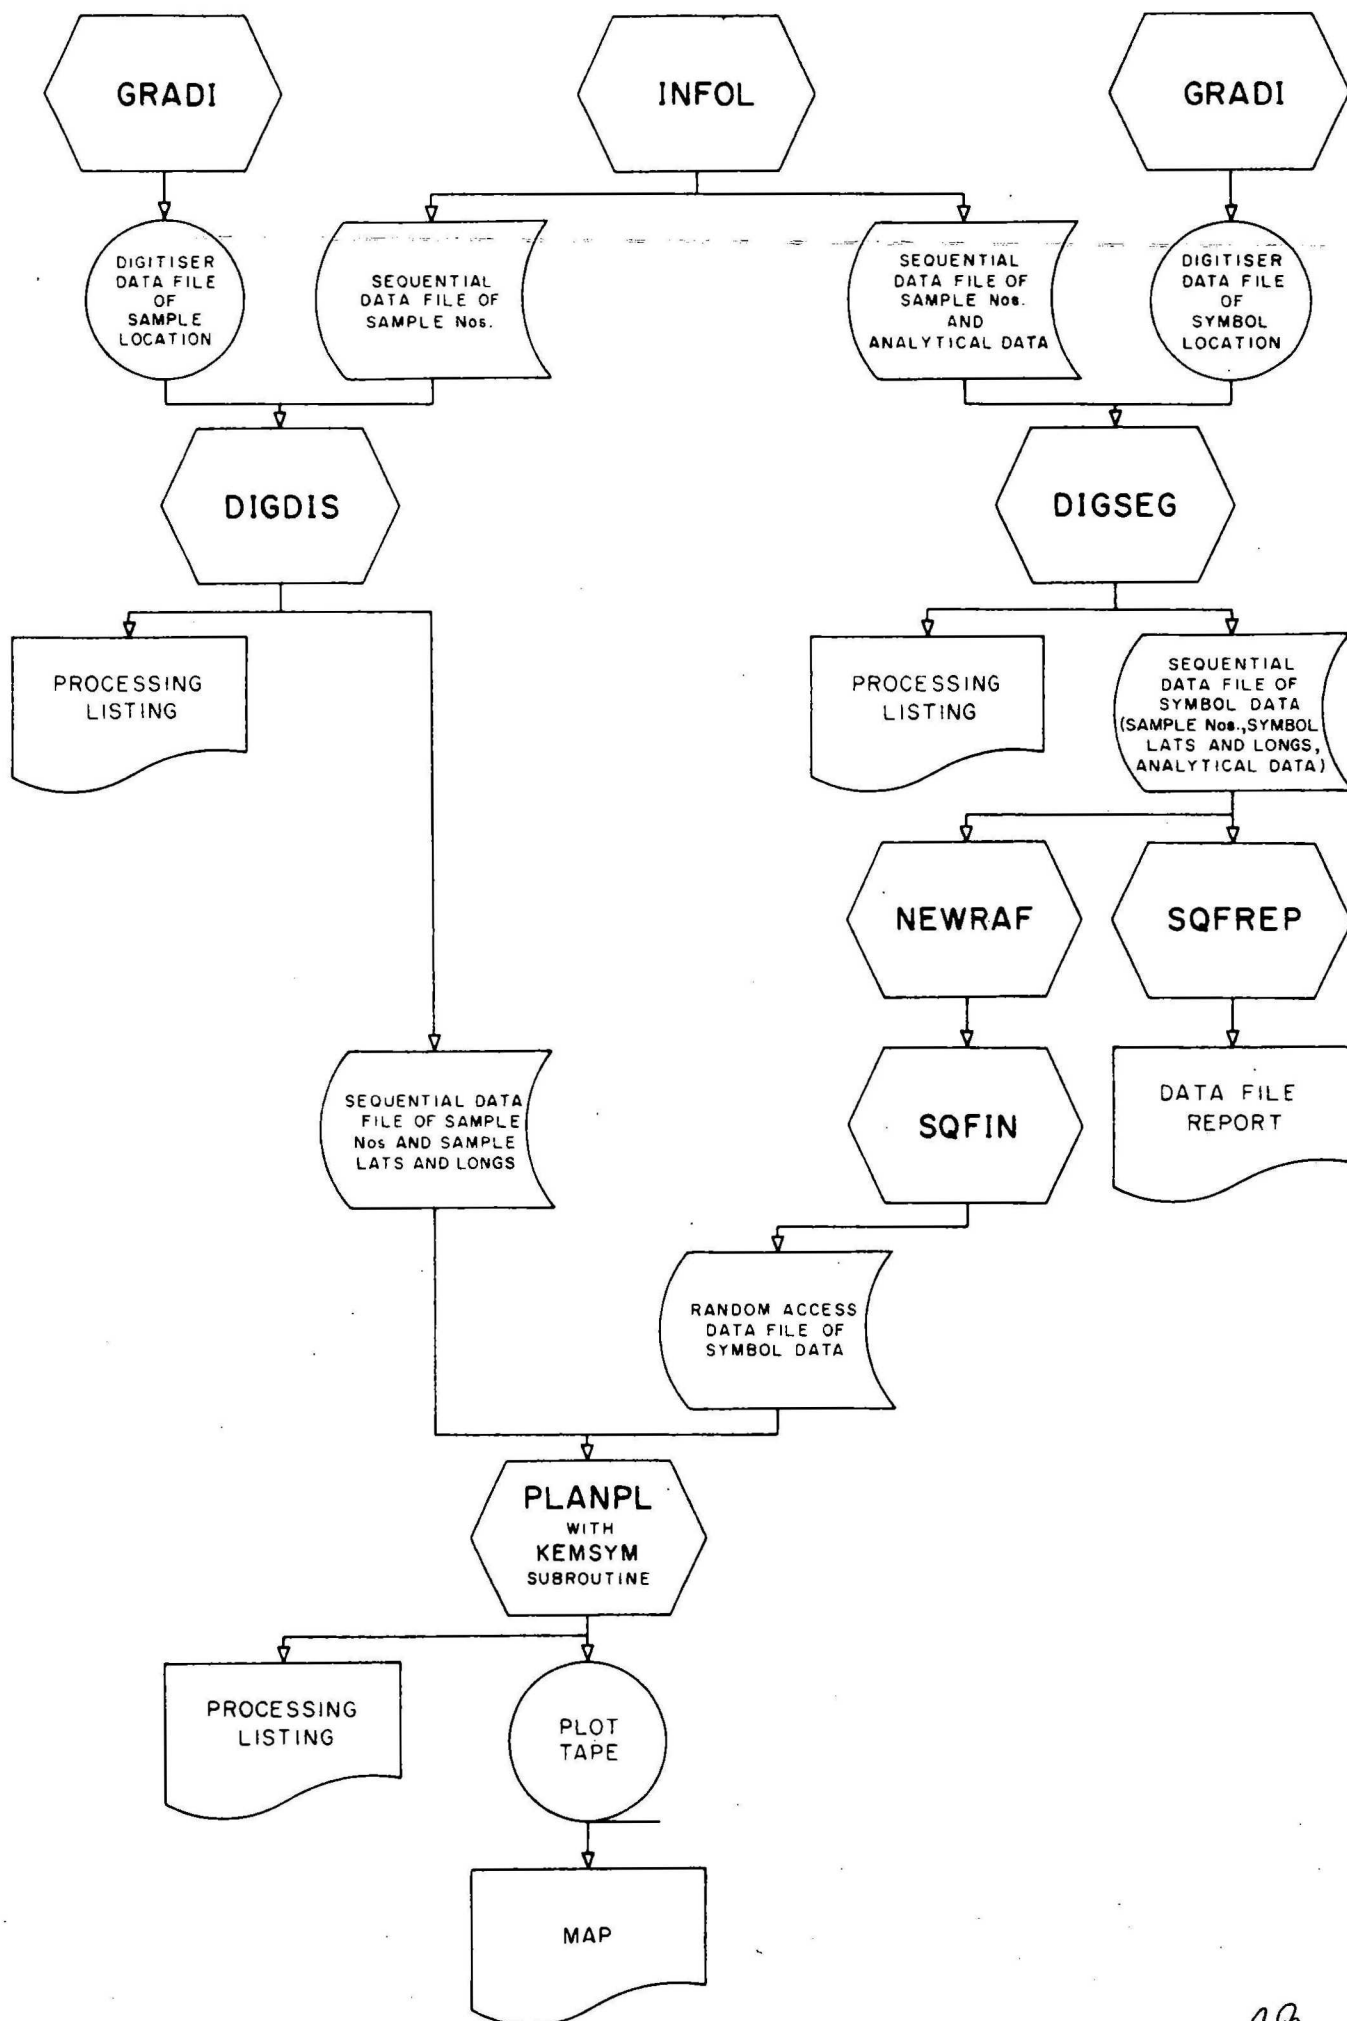 GRADI
INFOL
GRADI
DIGITISER
DATA FILE
OF
SAMPLE
LOCATION
SEQUENTIAL
DATA FILE OF
SAMPLE Nos.
SEQUENTIAL
DATA FILE OF
SAMPLE Nos.
AND
ANALYTICAL DATA
DIGITISER
DATA FILE
OF
SYMBOL
LOCATION
DIGDIS
DIGSEG
PROCESSING
LISTING
PROCESSING
LISTING
SEQUENTIAL
DATA FILE OF
SYMBOL DATA
(SAMPLE Nos.,SYMBOL
LATS AND LONGS,
ANALYTICAL DATA)
NEWRAF
SQFREP
SEQUENTIAL DATA
FILE OF SAMPLE
Nos AND SAMPLE
LATS AND LONGS
SQFIN
DATA FILE
REPORT
RANDOM ACCESS
DATA FILE OF
SYMBOL DATA
PLANPL
WITH
KEMSYM
SUBROUTINE
PROCESSING
LISTING
PLOT
TAPE
MAP